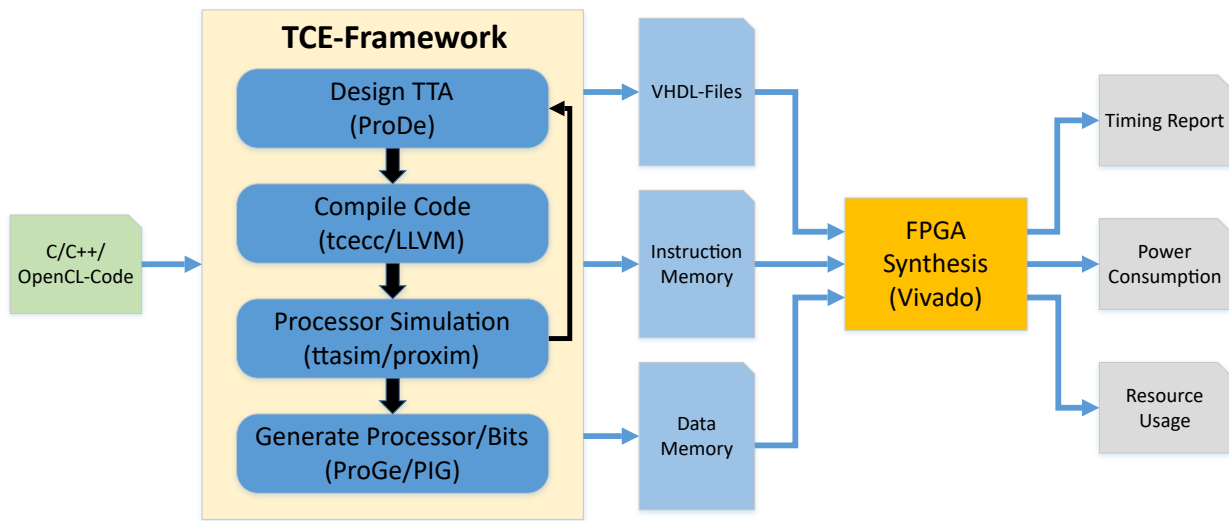 C/C++/
OpenCL-Code
TCE-Framework
Design TTA
(ProDe)
Compile Code
(tcecc/LLVM)
Processor Simulation
(ttasim/proxim)
Generate Processor/Bits
(ProGe/PIG)
VHDL-Files
Instruction
Memory
Data
Memory
FPGA
Synthesis
(Vivado)
Timing Report
Power
Consumption
Resource
Usage